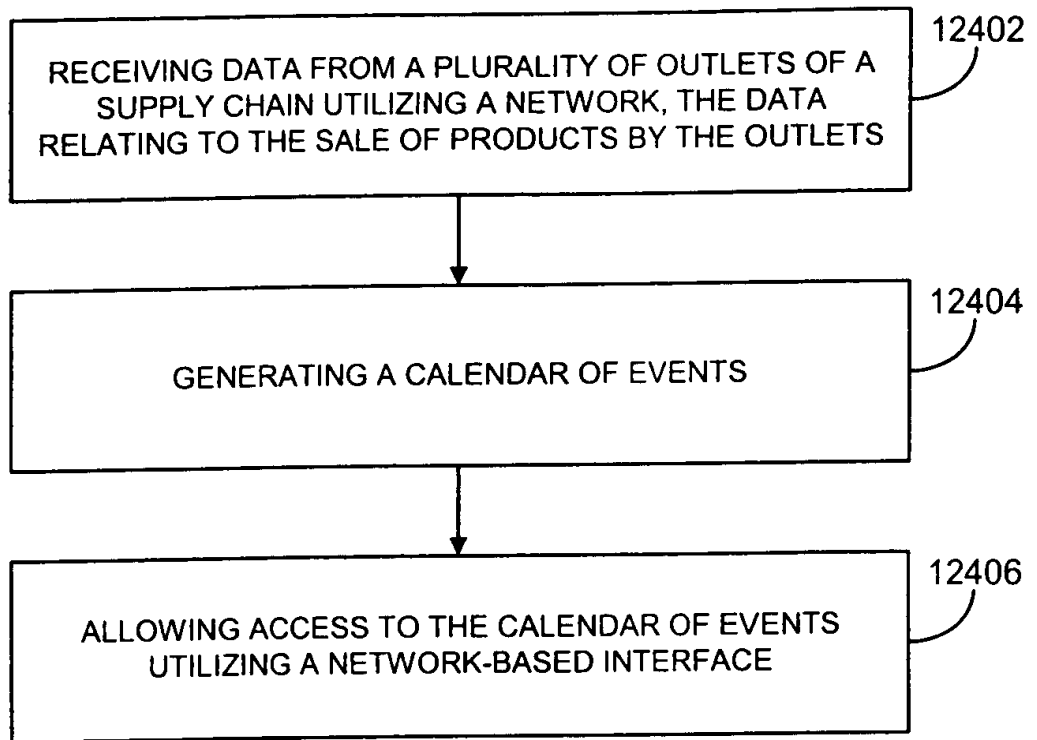 12402
RECEIVING DATA FROM A PLURALITY OF OUTLETS OF A
SUPPLY CHAIN UTILIZING A NETWORK, THE DATA
RELATING TO THE SALE OF PRODUCTS BY THE OUTLETS
12404
GENERATING A CALENDAR OF EVENTS
12406
ALLOWING ACCESS TO THE CALENDAR OF EVENTS
UTILIZING A NETWORK-BASED INTERFACE